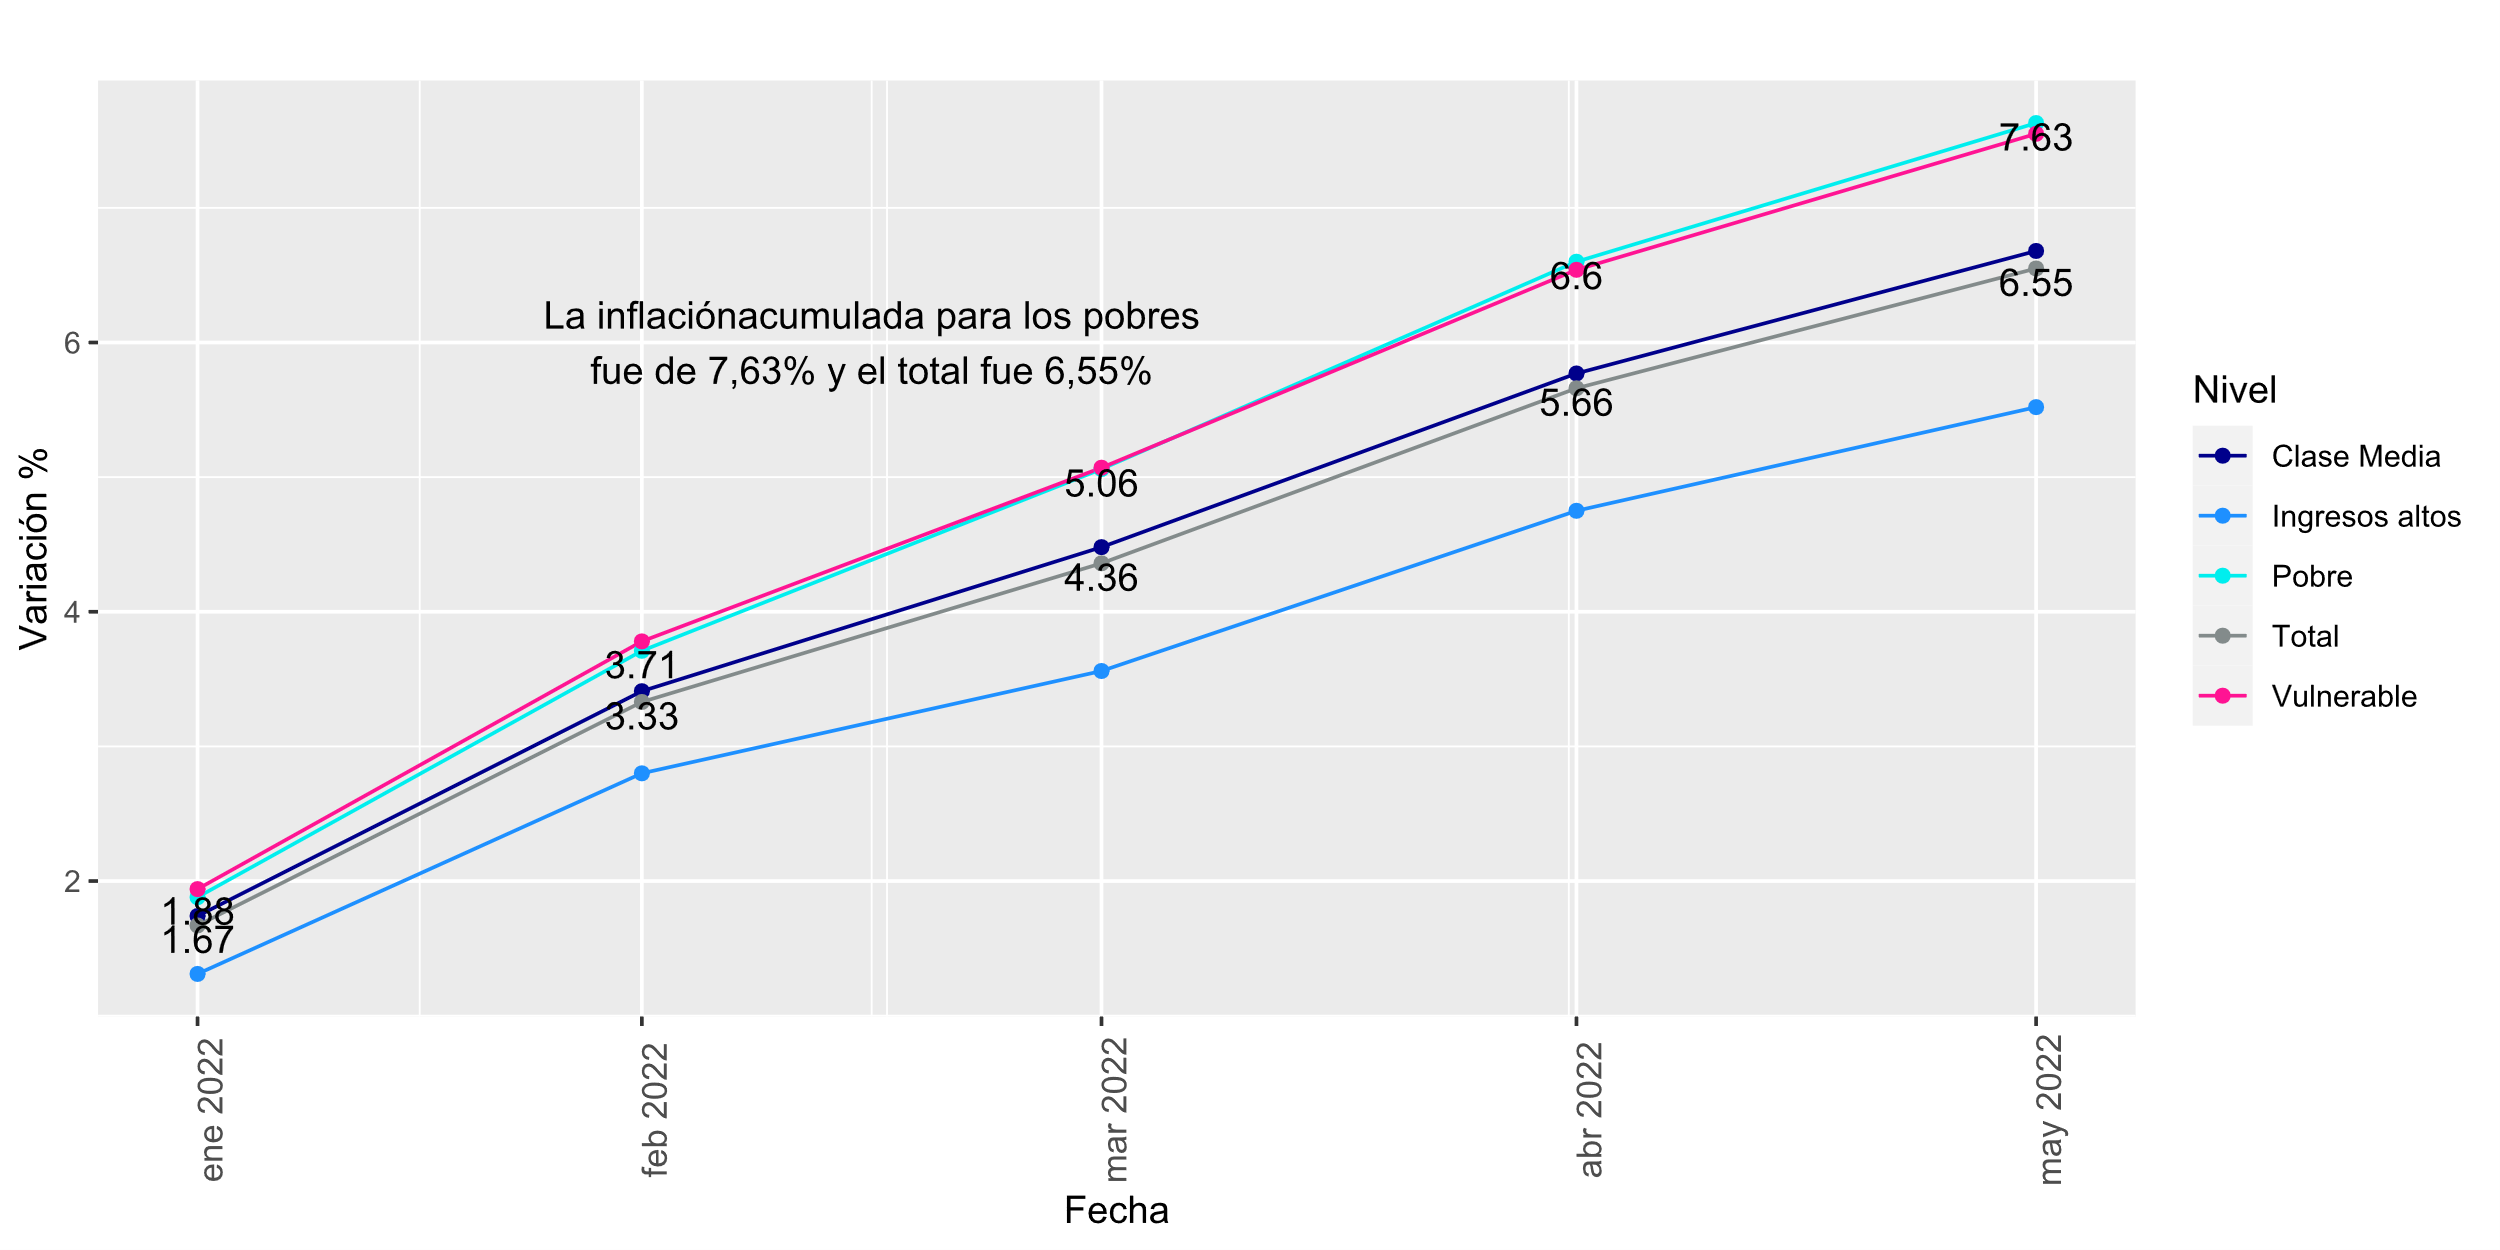 La inflaciónacumulada para los pobres
fue de 7,63% y el total fue 6,55%
7.63
6.6
6.55
5.66
5.06
4.36
3.71
3.33
1.88
1.67
Variación %
6
4
2
ene 2022
feb 2022
mar 2022
abr 2022
may 2022
Fecha
Nivel
Clase Media
Ingresos altos
Pobre
Total
Vulnerable